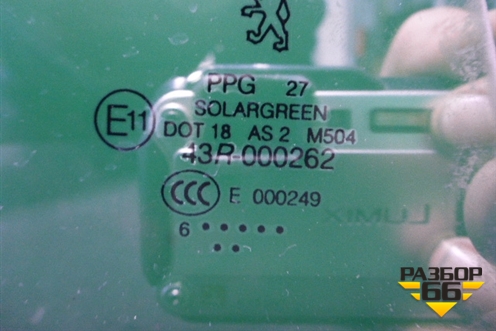 PPG 27
SOLARGREEN
E11
DOT 18 AS 2 M504
43R-000262
CCC E 000249
6
LUMIX
РАЗБОР
66